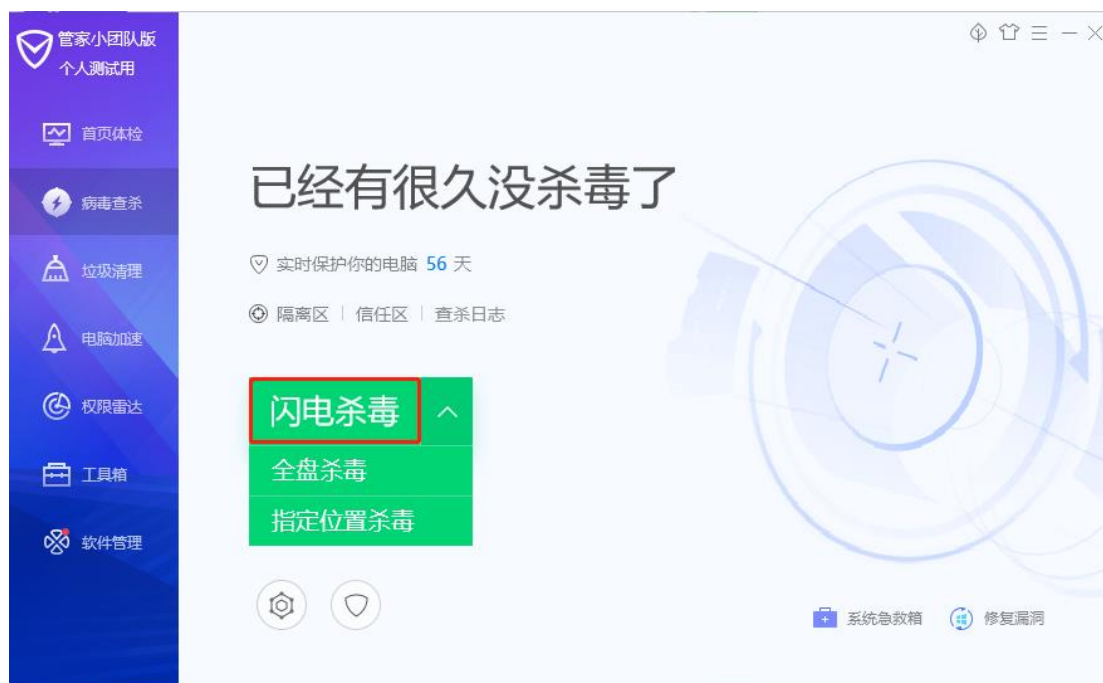 管家小团队版
个人测试用
首页体检
病毒查杀
垃圾清理
电脑加速
权限雷达
工具箱
软件管理
已经有很久没杀毒了
实时保护你的电脑 56 天
隔离区 | 信任区 | 查杀日志
闪电杀毒
全盘杀毒
指定位置杀毒
系统急救箱 修复漏洞